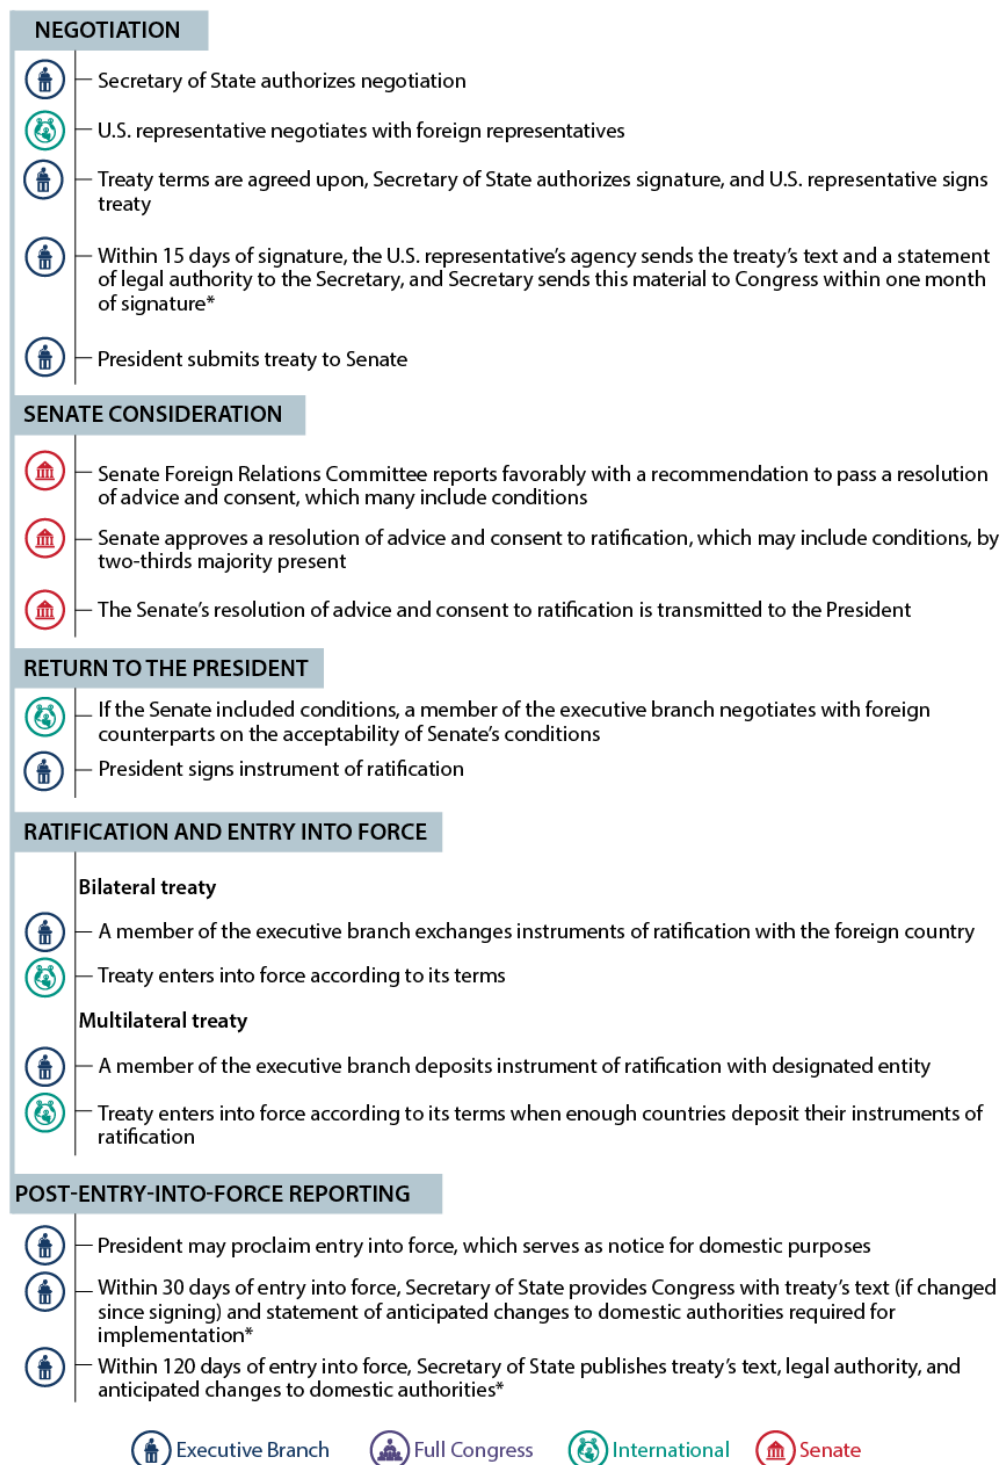 NEGOTIATION
Secretary of State authorizes negotiation
U.S. representative negotiates with foreign representatives
Treaty terms are agreed upon, Secretary of State authorizes signature, and U.S. representative signs
treaty
Within 15 days of signature, the U.S. representative's agency sends the treaty's text and a statement
of legal authority to the Secretary, and Secretary sends this material to Congress within one month
of signature*
President submits treaty to Senate
SENATE CONSIDERATION
Senate Foreign Relations Committee reports favorably with a recommendation to pass a resolution
of advice and consent, which many include conditions
Senate approves a resolution of advice and consent to ratification, which may include conditions, by
two-thirds majority present
The Senate's resolution of advice and consent to ratification is transmitted to the President
RETURN TO THE PRESIDENT
If the Senate included conditions, a member of the executive branch negotiates with foreign
counterparts on the acceptability of Senate's conditions
President signs instrument of ratification
RATIFICATION AND ENTRY INTO FORCE
Bilateral treaty
A member of the executive branch exchanges instruments of ratification with the foreign country
Treaty enters into force according to its terms
Multilateral treaty
A member of the executive branch deposits instrument of ratification with designated entity
Treaty enters into force according to its terms when enough countries deposit their instruments of
ratification
POST-ENTRY-INTO-FORCE REPORTING
President may proclaim entry into force, which serves as notice for domestic purposes
Within 30 days of entry into force, Secretary of State provides Congress with treaty's text (if changed
since signing) and statement of anticipated changes to domestic authorities required for
implementation*
Within 120 days of entry into force, Secretary of State publishes treaty's text, legal authority, and
anticipated changes to domestic authorities*
Executive Branch Full Congress International Senate